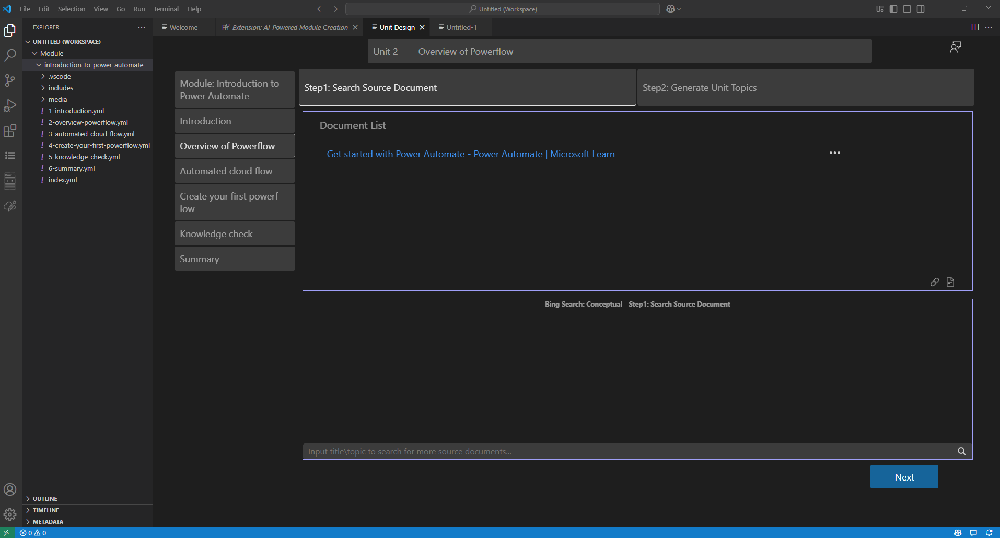 File Edit Selection View Go Run Terminal Help
Untitled (Workspace)
EXPLORER
Welcome
Extension: AI-Powered Module Creation
Unit Design
Untitled-1
UNTITLED (WORKSPACE)
Module
introduction-to-power-automate
.vscode
includes
media
! 1-introduction.yml
! 2-overview-powerflow.yml
! 3-automated-cloud-flow.yml
! 4-create-your-first-powerflow.yml
! 5-knowledge-check.yml
! 6-summary.yml
! index.yml
OUTLINE
TIMELINE
METADATA
Unit 2
Overview of Powerflow
Module: Introduction to
Power Automate
Introduction
Overview of Powerflow
Automated cloud flow
Create your first powerf
low
Knowledge check
Summary
Step1: Search Source Document
Step2: Generate Unit Topics
Document List
Get started with Power Automate - Power Automate | Microsoft Learn
Bing Search: Conceptual - Step1: Search Source Document
Input title\topic to search for more source documents...
Next
0 0